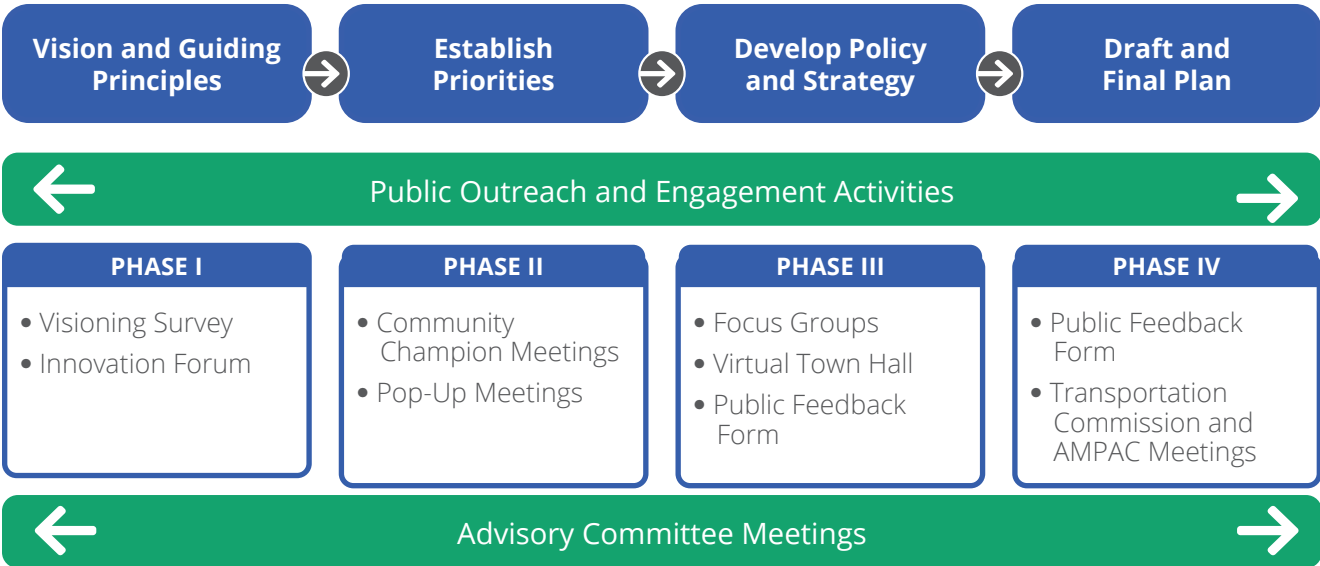 Vision and Guiding
Principles
Establish
Priorities
Develop Policy
and Strategy
Draft and
Final Plan
Public Outreach and Engagement Activities
PHASE I
• Visioning Survey
• Innovation Forum
PHASE II
• Community
Champion Meetings
• Pop-Up Meetings
PHASE III
• Focus Groups
• Virtual Town Hall
• Public Feedback
Form
PHASE IV
• Public Feedback
Form
• Transportation
Commission and
AMPAC Meetings
Advisory Committee Meetings